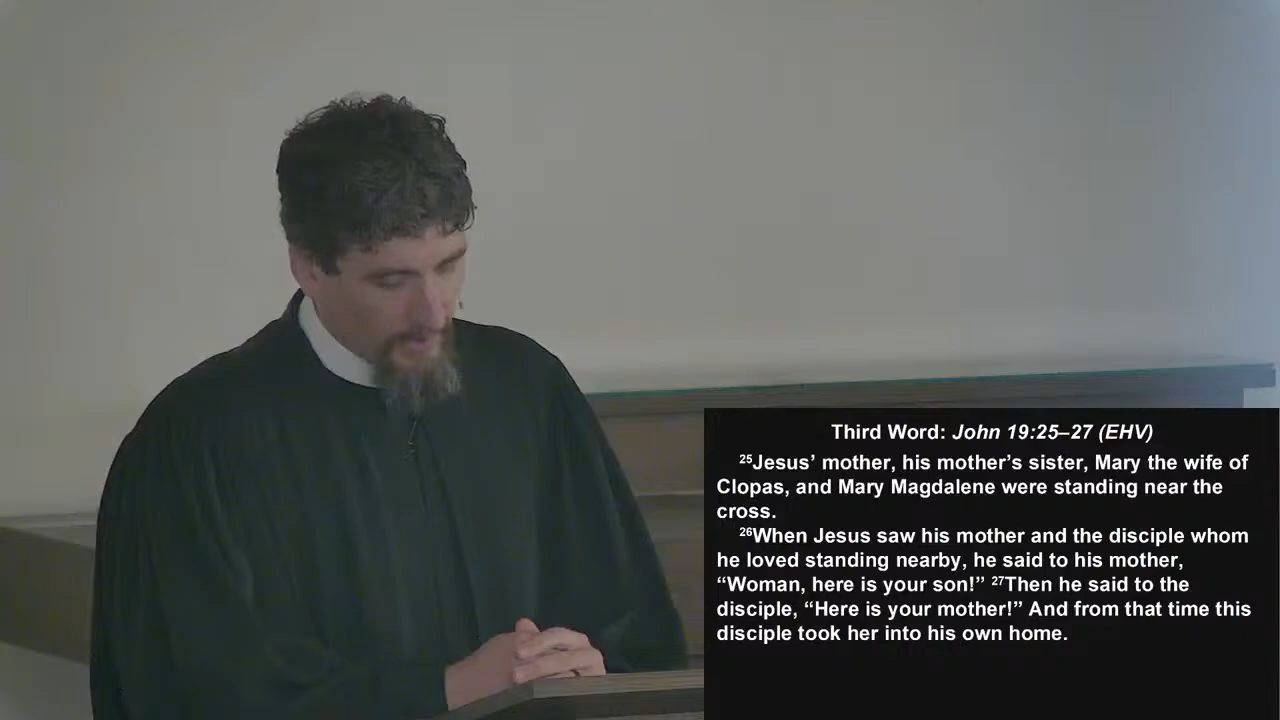 Third Word: John 19:25–27 (EHV)
25Jesus’ mother, his mother’s sister, Mary the wife of
Clopas, and Mary Magdalene were standing near the
cross.
26When Jesus saw his mother and the disciple whom
he loved standing nearby, he said to his mother,
“Woman, here is your son!” 27Then he said to the
disciple, “Here is your mother!” And from that time this
disciple took her into his own home.